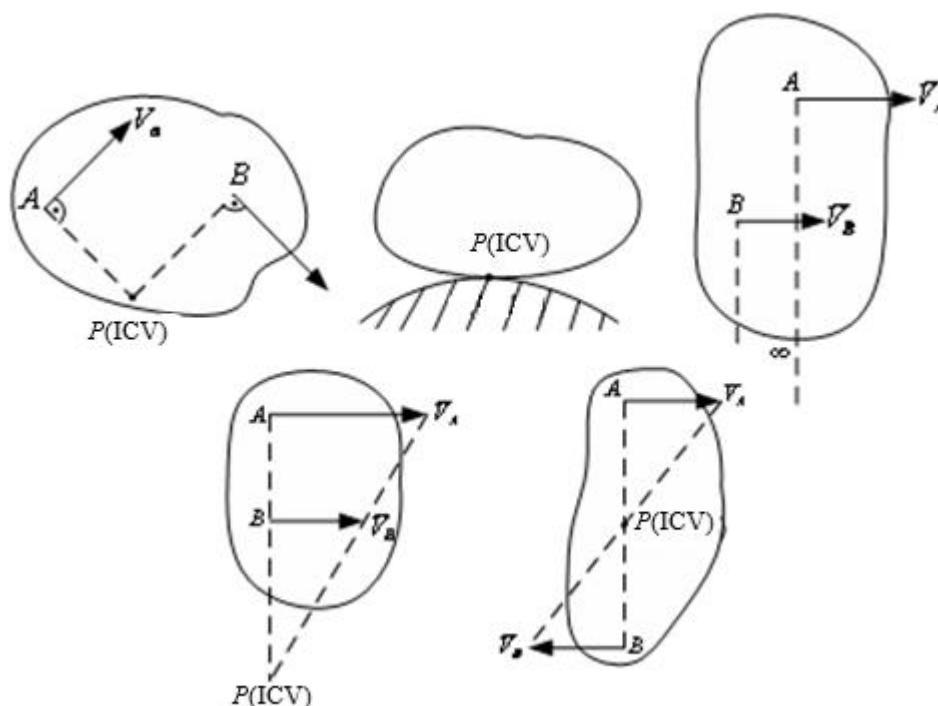 V_a
A
B
P(ICV)
P(ICV)
A
V_A
B
V_B
∞
A
V_A
B
V_B
P(ICV)
A
V_A
P(ICV)
V_B
B